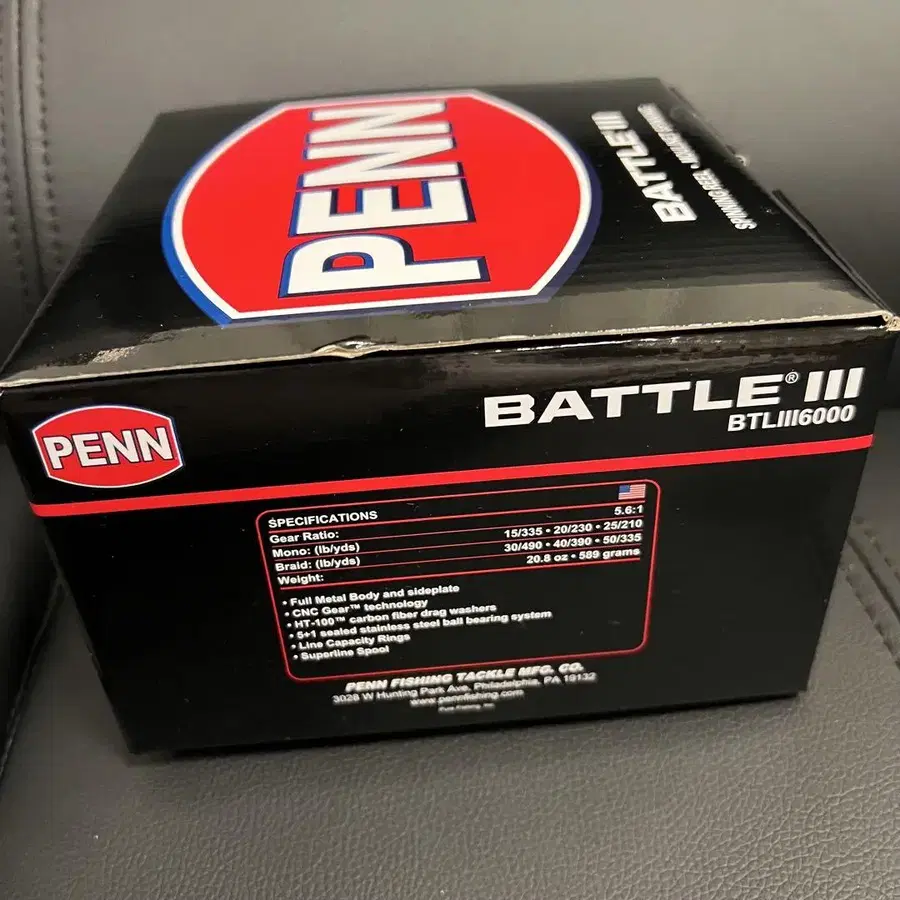 PENN
BATTLE III
SPINNING REEL
PENN
BATTLE® III
BTLIII6000
SPECIFICATIONS
Gear Ratio: 5.6:1
Mono: (lb/yds) 15/335 • 20/230 • 25/210
Braid: (lb/yds) 30/490 • 40/390 • 50/335
Weight: 20.8 oz • 589 grams
• Full Metal Body and sideplate
• CNC Gear™ technology
• HT-100™ carbon fiber drag washers
• 5+1 sealed stainless steel ball bearing system
• Line Capacity Rings
• Superline Spool
PENN FISHING TACKLE MFG. CO.
3028 W Hunting Park Ave, Philadelphia, PA 19132
www.pennfishing.com